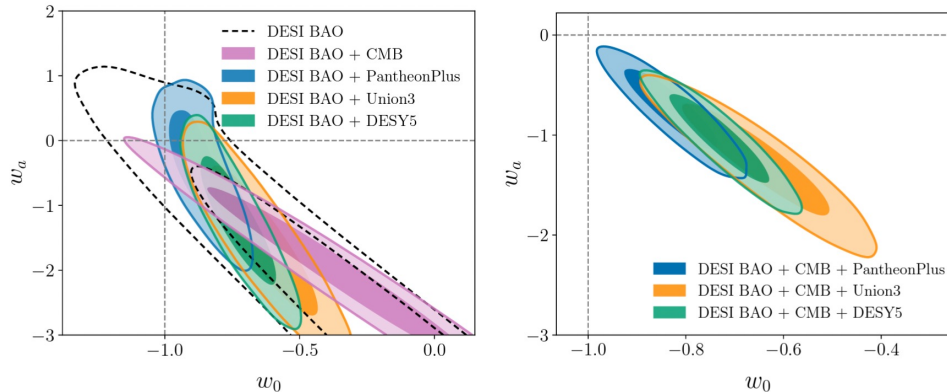 2
1
0
−1
−2
−3
w_a
−1.0
−0.5
0.0
w_0
DESI BAO
DESI BAO + CMB
DESI BAO + PantheonPlus
DESI BAO + Union3
DESI BAO + DESY5
0
−1
−2
−3
w_a
−1.0
−0.8
−0.6
−0.4
w_0
DESI BAO + CMB + PantheonPlus
DESI BAO + CMB + Union3
DESI BAO + CMB + DESY5